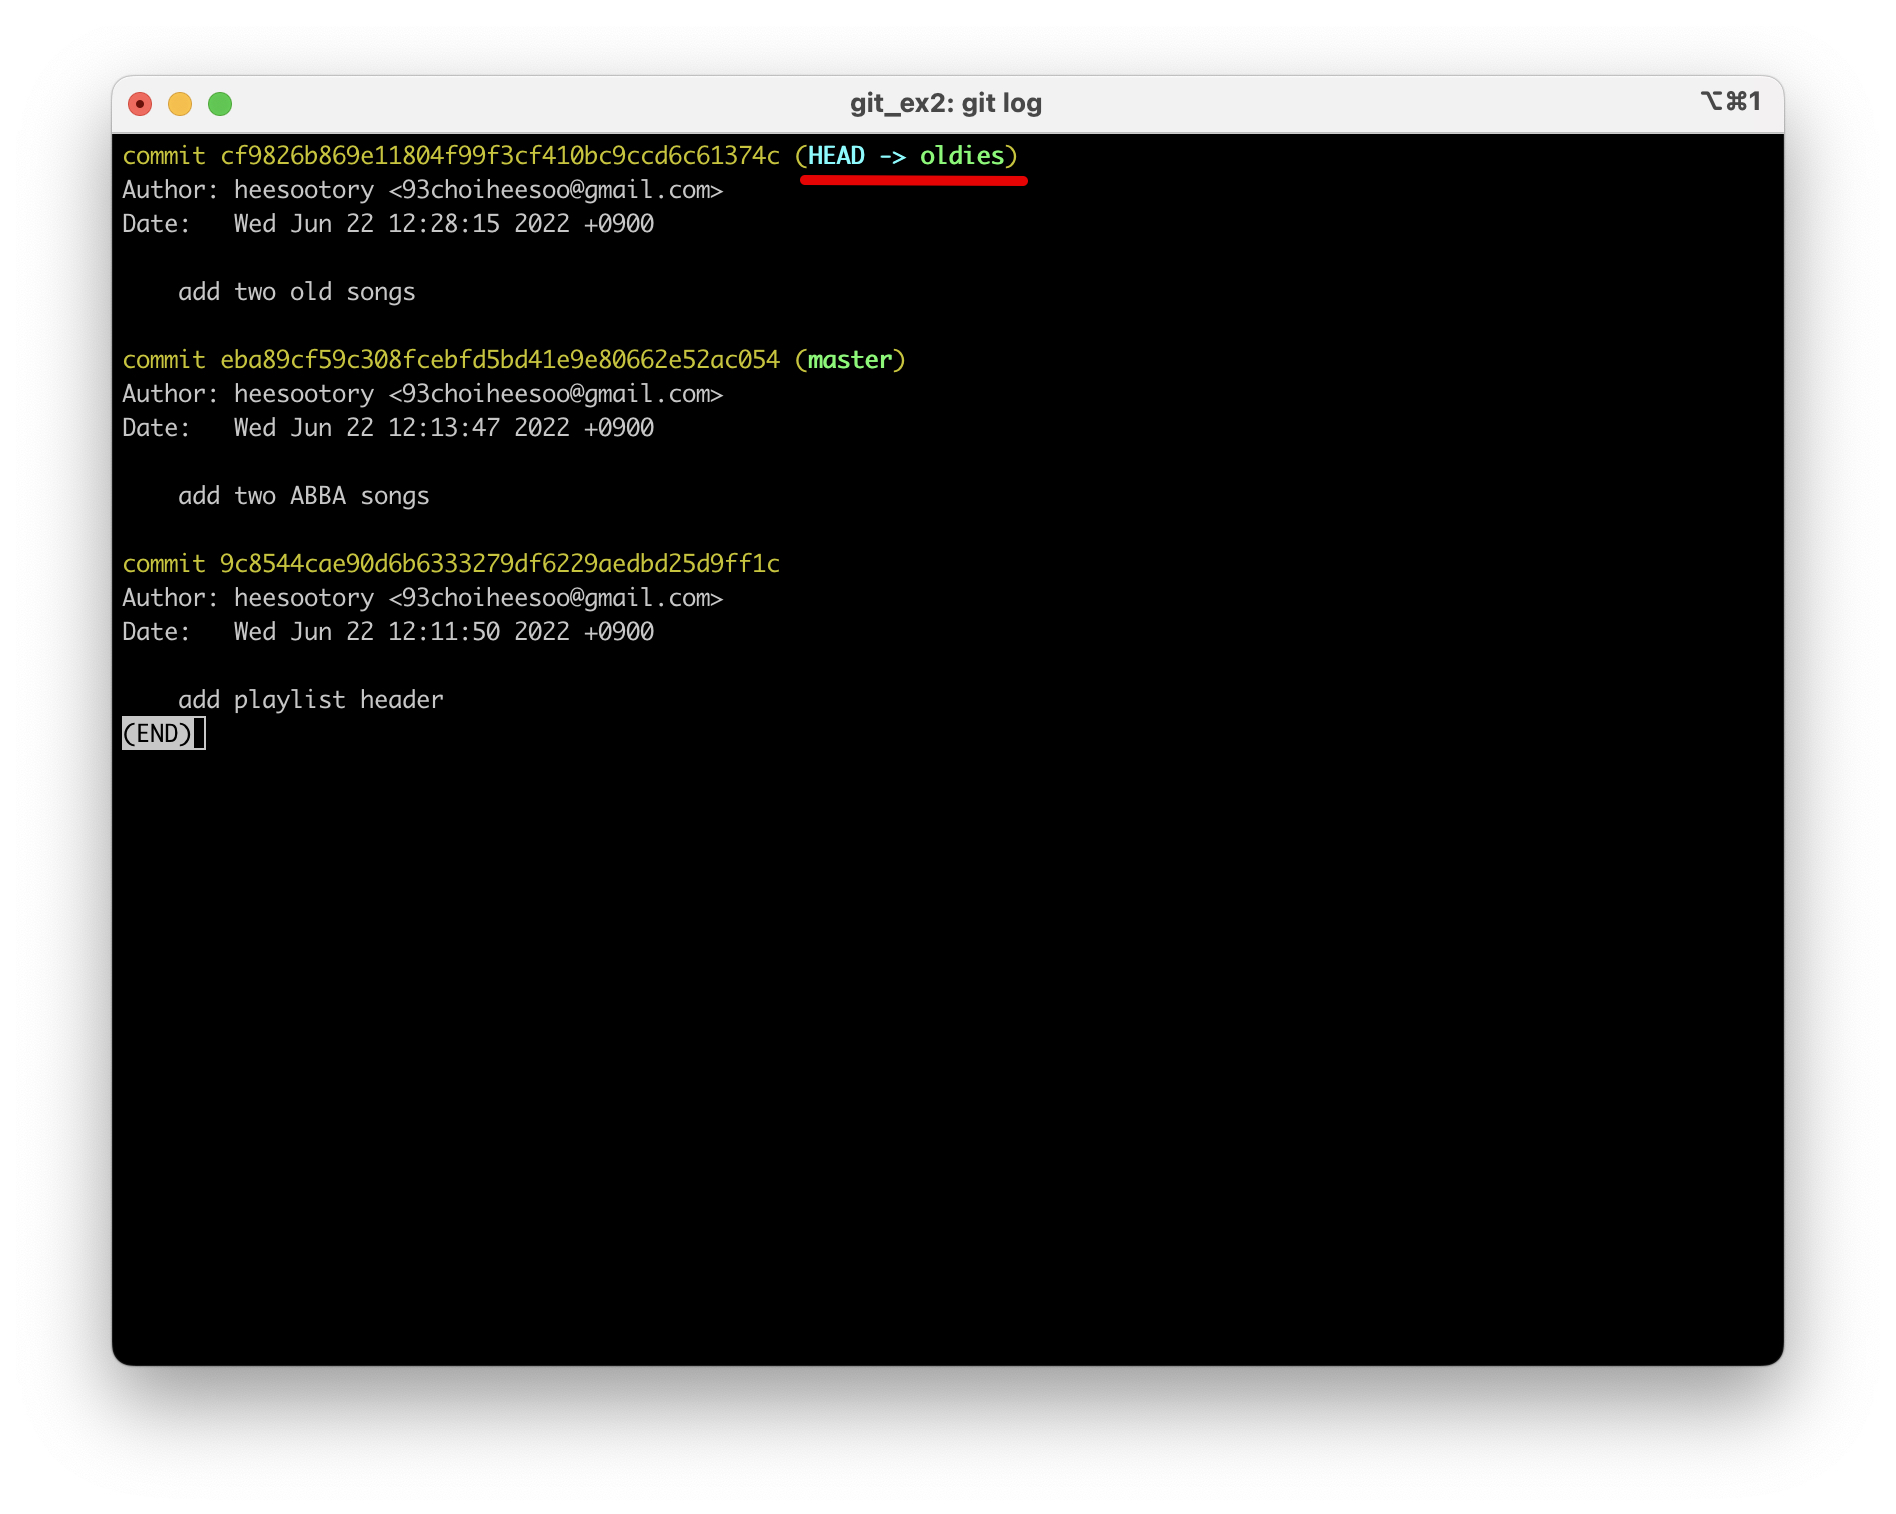 git_ex2: git log
⌥⌘1
commit cf9826b869e11804f99f3cf410bc9ccd6c61374c (HEAD -> oldies)
Author: heesootory <93choiheesoo@gmail.com>
Date:   Wed Jun 22 12:28:15 2022 +0900
    add two old songs
commit eba89cf59c308fcebfd5bd41e9e80662e52ac054 (master)
Author: heesootory <93choiheesoo@gmail.com>
Date:   Wed Jun 22 12:13:47 2022 +0900
    add two ABBA songs
commit 9c8544cae90d6b6333279df6229aedbd25d9ff1c
Author: heesootory <93choiheesoo@gmail.com>
Date:   Wed Jun 22 12:11:50 2022 +0900
    add playlist header
(END)